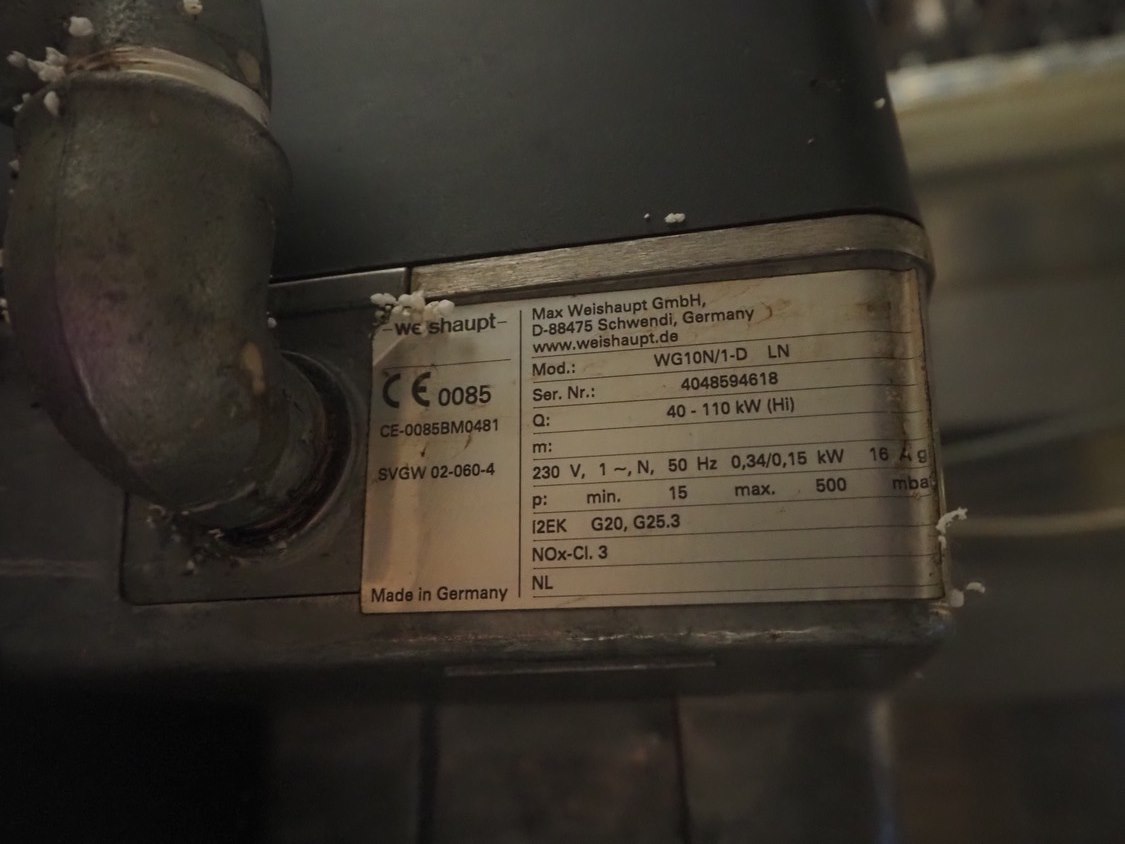 -weishaupt-
CE 0085
CE-0085BM0481
SVGW 02-060-4
Made in Germany
Max Weishaupt GmbH,
D-88475 Schwendi, Germany
www.weishaupt.de
Mod.: WG10N/1-D LN
Ser. Nr.: 4048594618
Q: 40 - 110 kW (Hi)
m:
230 V, 1 ~, N, 50 Hz 0,34/0,15 kW 16 A g
p: min. 15 max. 500 mba
I2EK G20, G25.3
NOx-Cl. 3
NL